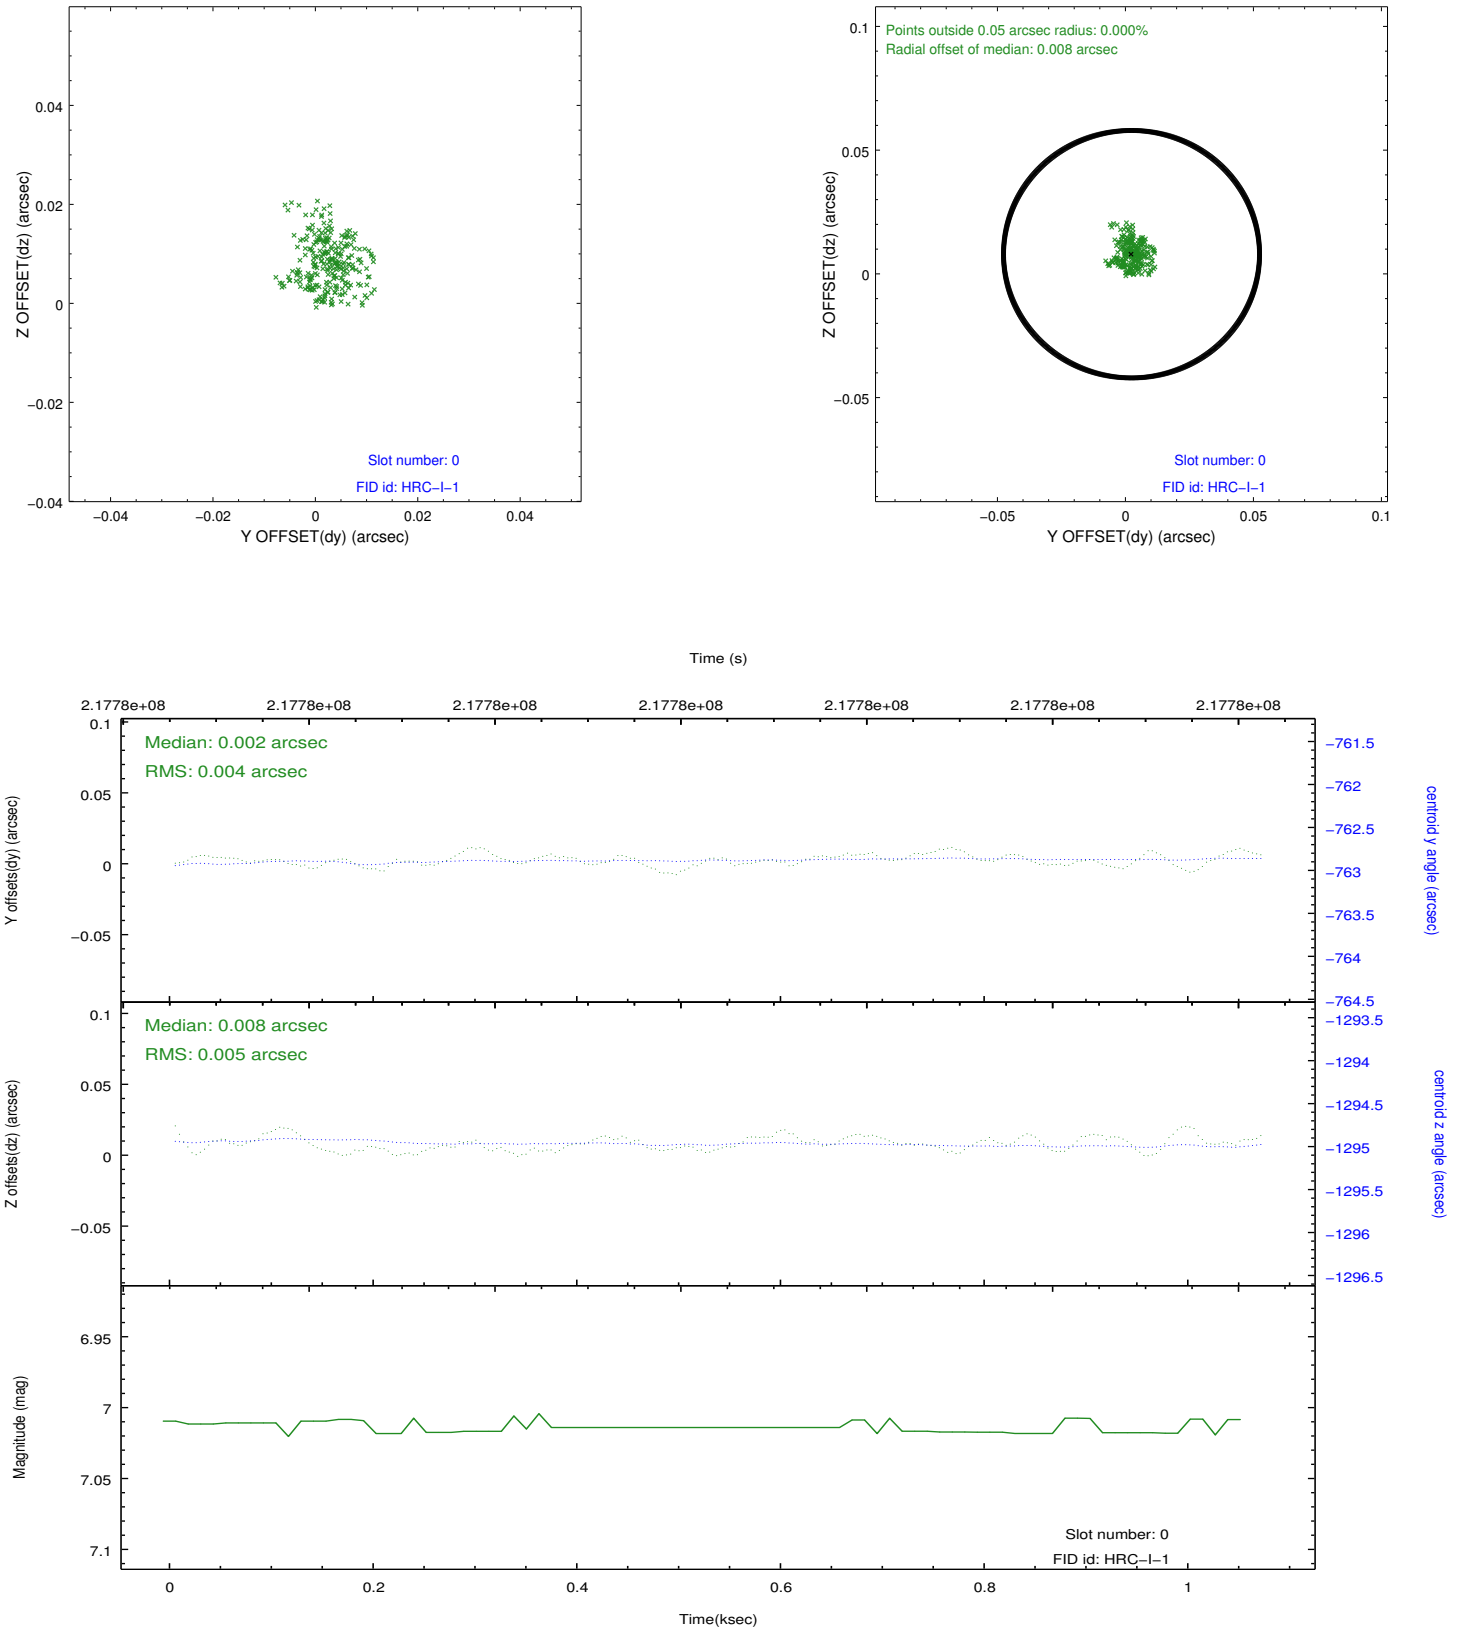 0.04
0.02
0
−0.02
−0.04
Z OFFSET(dz) (arcsec)
Slot number: 0
FID id: HRC−I−1
−0.04
−0.02
0
0.02
0.04
Y OFFSET(dy) (arcsec)
Points outside 0.05 arcsec radius: 0.000%
Radial offset of median: 0.008 arcsec
0.1
0.05
0
−0.05
Z OFFSET(dz) (arcsec)
Slot number: 0
FID id: HRC−I−1
−0.05
0
0.05
0.1
Y OFFSET(dy) (arcsec)
Time (s)
2.1778e+08
2.1778e+08
2.1778e+08
2.1778e+08
2.1778e+08
2.1778e+08
2.1778e+08
Median: 0.002 arcsec
RMS: 0.004 arcsec
0.1
0.05
0
−0.05
Y offsets(dy) (arcsec)
−761.5
−762
−762.5
−763
−763.5
−764
−764.5
centroid y angle (arcsec)
Median: 0.008 arcsec
RMS: 0.005 arcsec
0.1
0.05
0
−0.05
Z offsets(dz) (arcsec)
−1293.5
−1294
−1294.5
−1295
−1295.5
−1296
−1296.5
centroid z angle (arcsec)
6.95
7
7.05
7.1
Magnitude (mag)
Slot number: 0
FID id: HRC−I−1
0
0.2
0.4
0.6
0.8
1
Time(ksec)